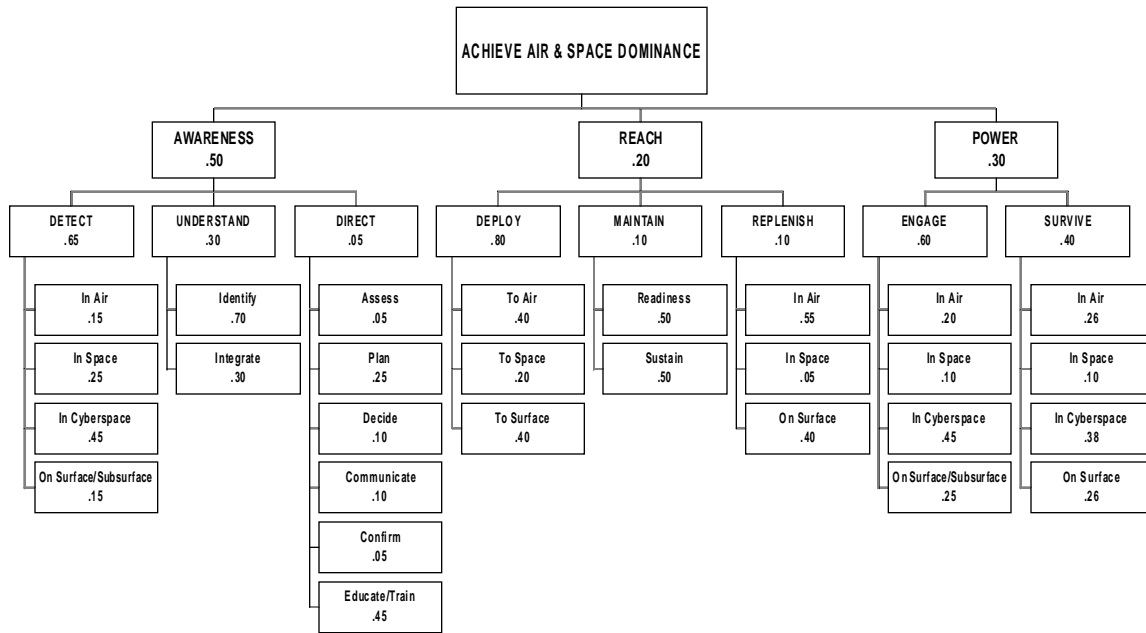 ACHIEVE AIR & SPACE DOMINANCE
AWARENESS
.50
REACH
.20
POWER
.30
DETECT
.65
UNDERSTAND
.30
DIRECT
.05
DEPLOY
.80
MAINTAIN
.10
REPLENISH
.10
ENGAGE
.60
SURVIVE
.40
In Air
.15
In Space
.25
In Cyberspace
.45
On Surface/Subsurface
.15
Identify
.70
Integrate
.30
Assess
.05
Plan
.25
Decide
.10
Communicate
.10
Confirm
.05
Educate/Train
.45
To Air
.40
To Space
.20
To Surface
.40
Readiness
.50
Sustain
.50
In Air
.55
In Space
.05
On Surface
.40
In Air
.20
In Space
.10
In Cyberspace
.45
On Surface/Subsurface
.25
In Air
.26
In Space
.10
In Cyberspace
.38
On Surface
.26